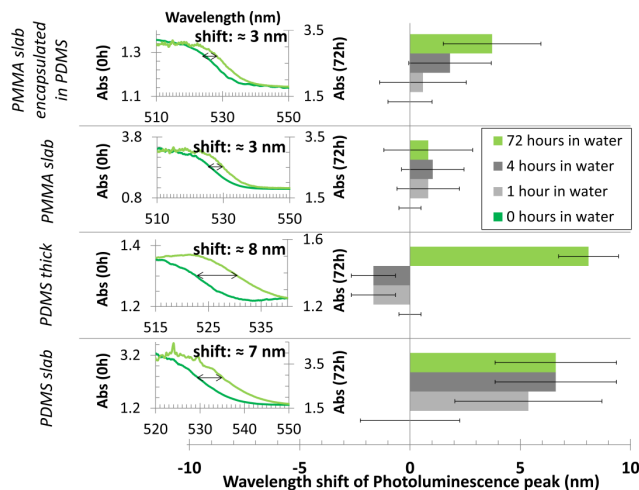 Wavelength (nm)
PMMA slab
encapsulated
in PDMS
Abs (0h)
1.3
1.1
shift: ≈ 3 nm
510
530
550
Abs (72h)
3.5
1.5
PMMA slab
Abs (0h)
3.8
0.8
shift: ≈ 3 nm
510
530
550
Abs (72h)
3.5
1.5
72 hours in water
4 hours in water
1 hour in water
0 hours in water
PDMS thick
Abs (0h)
1.4
1.2
shift: ≈ 8 nm
515
525
535
Abs (72h)
1.6
1.2
PDMS slab
Abs (0h)
3.2
1.2
shift: ≈ 7 nm
520
530
540
550
Abs (72h)
3.5
1.5
-10
-5
0
5
10
Wavelength shift of Photoluminescence peak (nm)